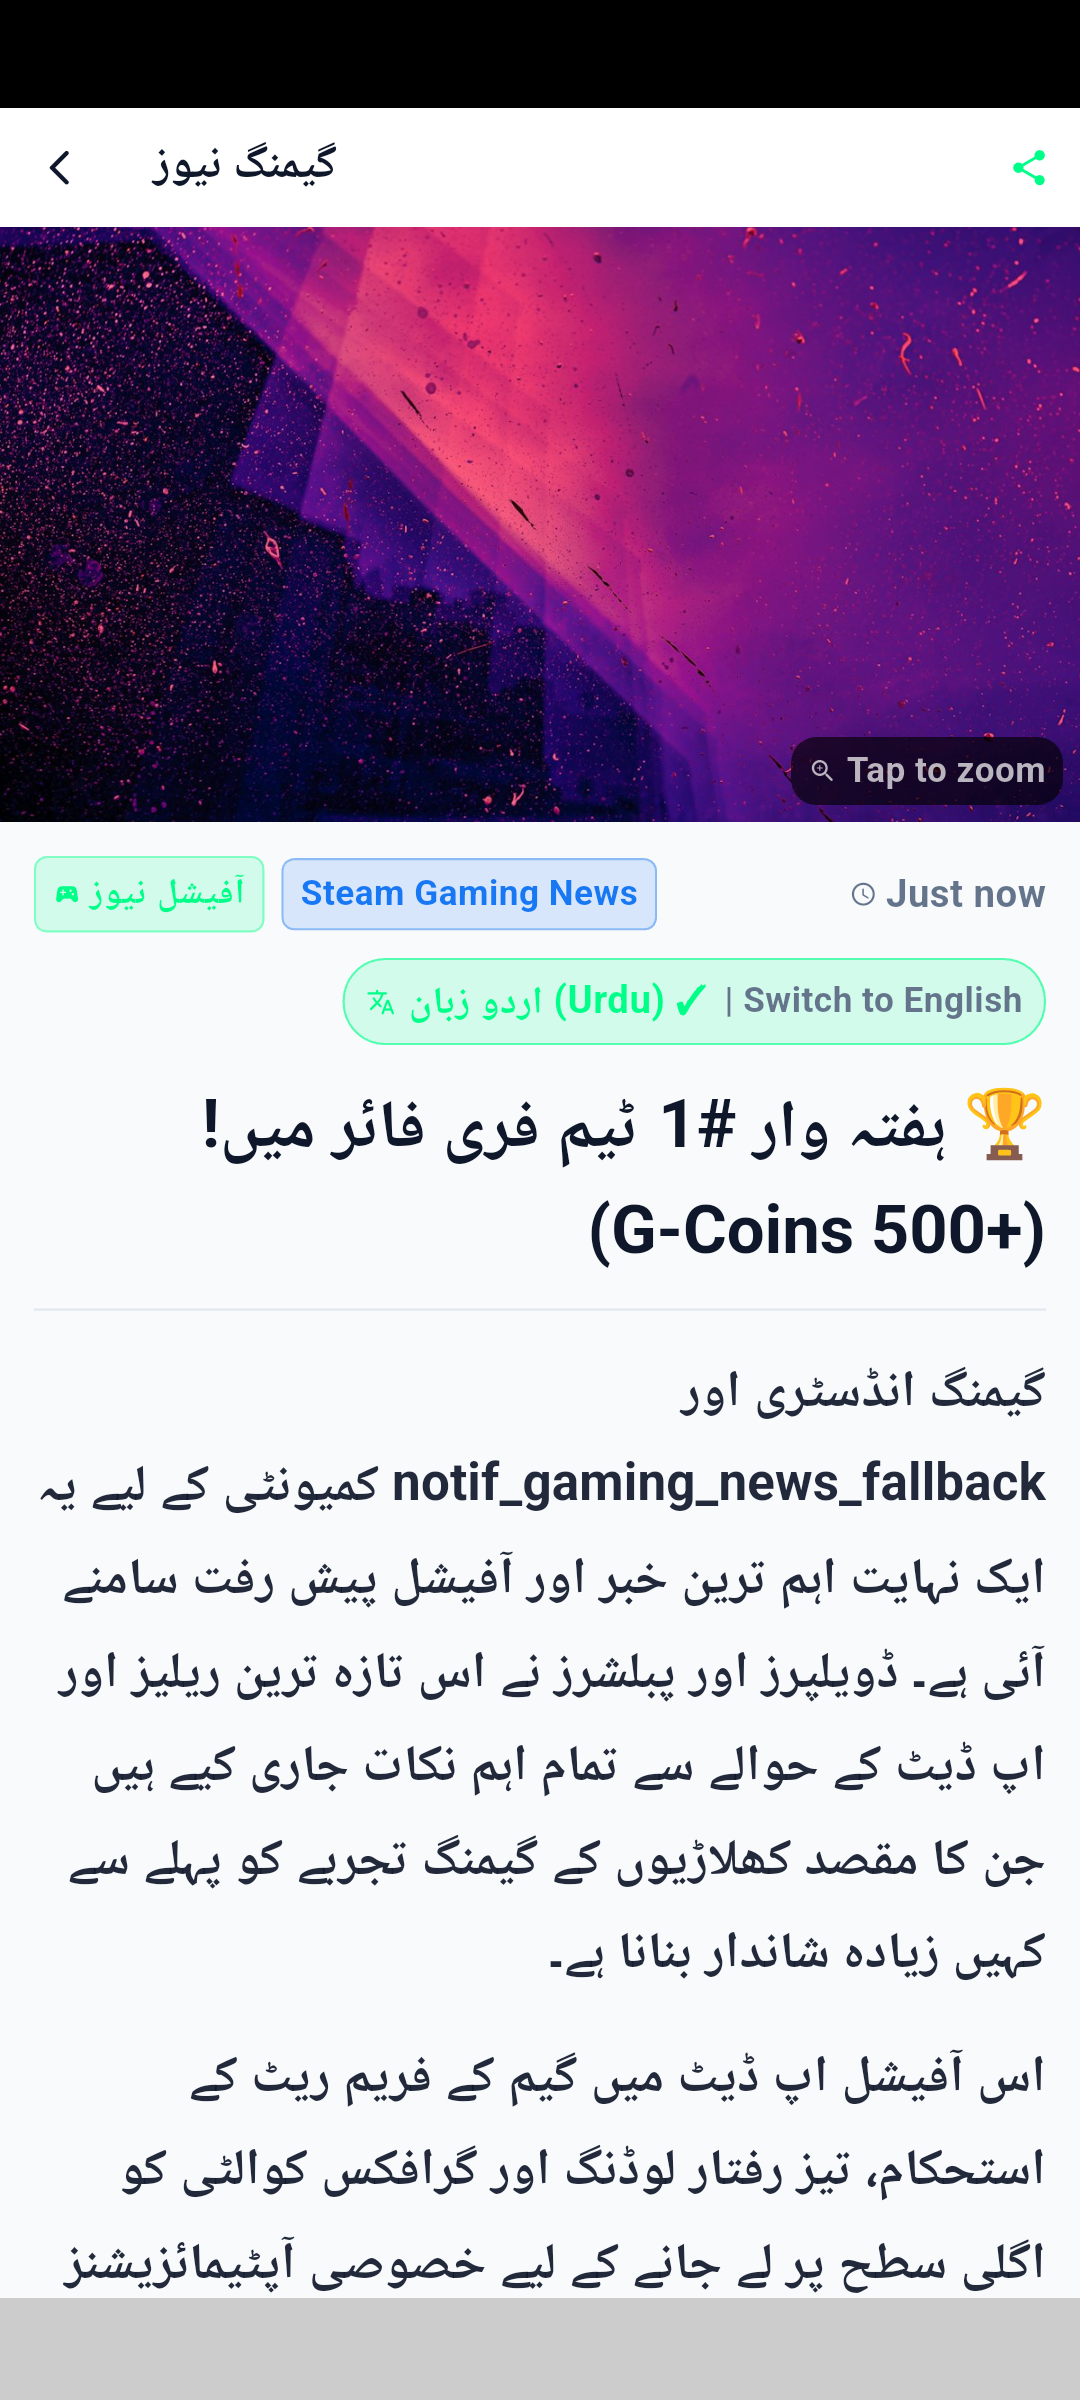 گیمنگ نیوز
Tap to zoom
آفیشل نیوز
Steam Gaming News
Just now
اردو زبان (Urdu) ✓ | Switch to English
🏆 ہفتہ وار #1 ٹیم فری فائر میں!
(+500 G-Coins)
گیمنگ انڈسٹری اور
notif_gaming_news_fallback کمیونٹی کے لیے یہ
ایک نہایت اہم ترین خبر اور آفیشل پیش رفت سامنے
آئی ہے۔ ڈویلپرز اور پبلشرز نے اس تازہ ترین ریلیز اور
اپ ڈیٹ کے حوالے سے تمام اہم نکات جاری کیے ہیں
جن کا مقصد کھلاڑیوں کے گیمنگ تجربے کو پہلے سے
کہیں زیادہ شاندار بنانا ہے۔
اس آفیشل اپ ڈیٹ میں گیم کے فریم ریٹ کے
استحکام، تیز رفتار لوڈنگ اور گرافکس کوالٹی کو
اگلی سطح پر لے جانے کے لیے خصوصی آپٹیمائزیشنز